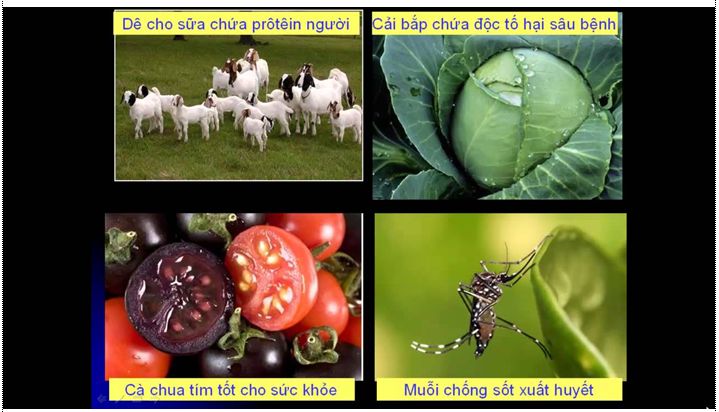 Dê cho sữa chứa prôtêin người
Cải bắp chứa độc tố hại sâu bệnh
Cà chua tím tốt cho sức khỏe
Muỗi chống sốt xuất huyết